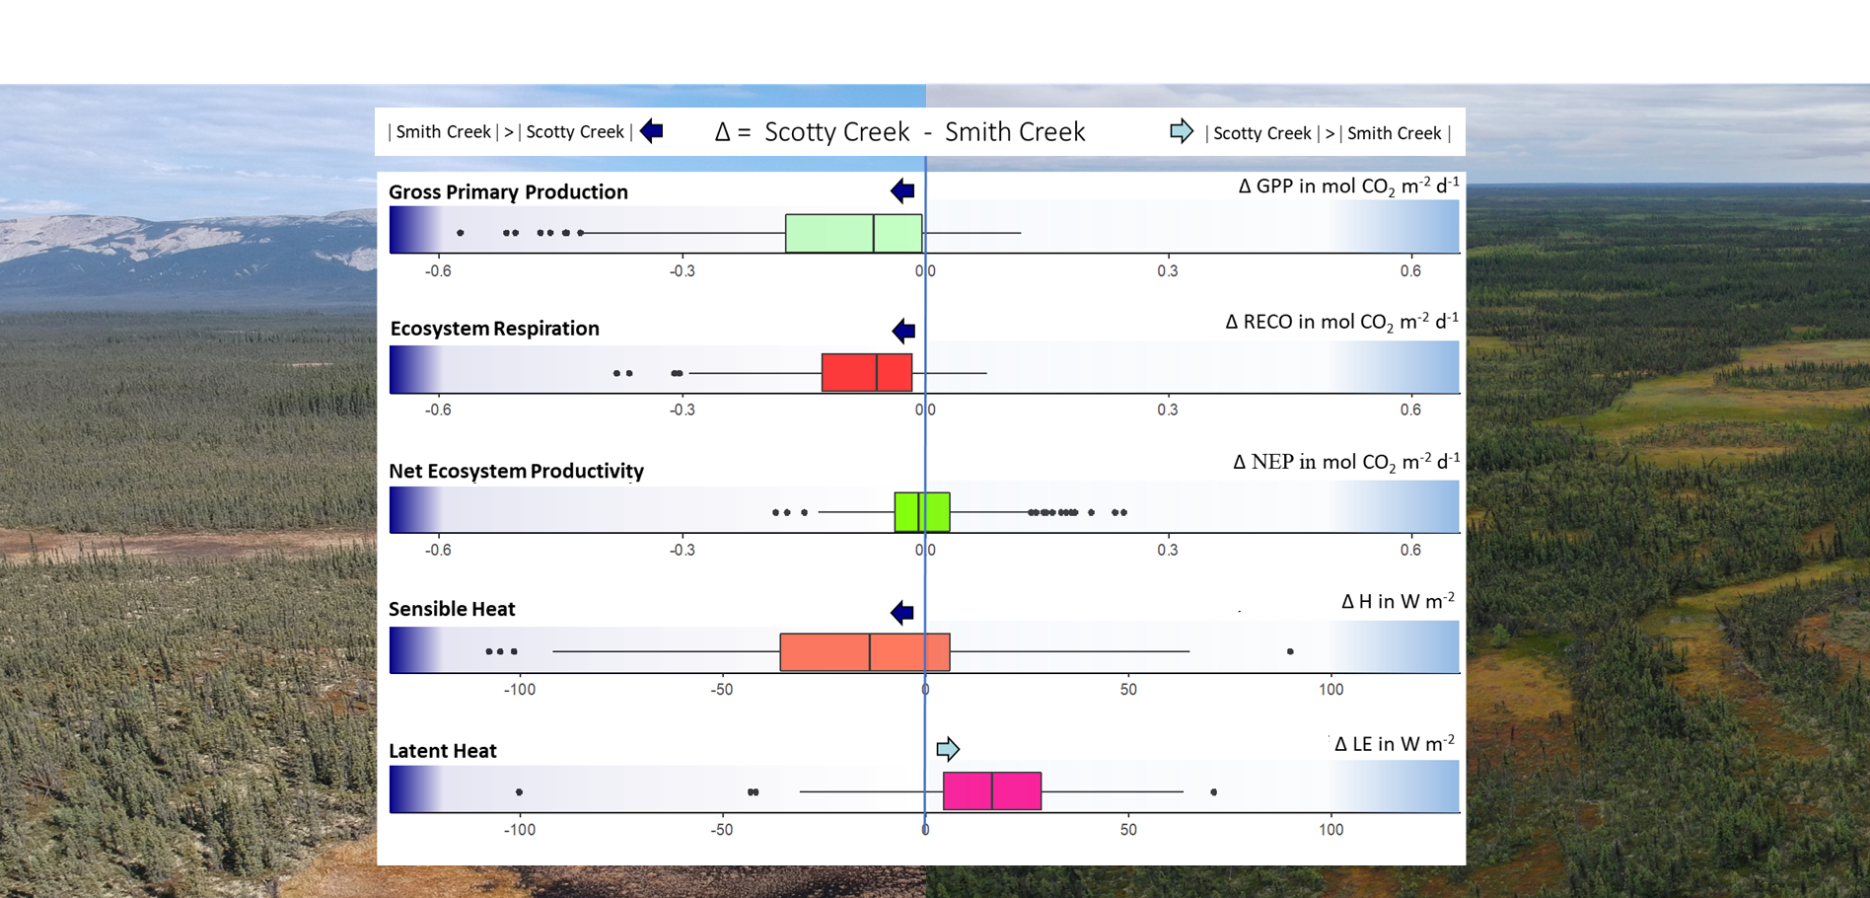 | Smith Creek | > | Scotty Creek |
Δ = Scotty Creek - Smith Creek
| Scotty Creek | > | Smith Creek |
Gross Primary Production
Δ GPP in mol CO₂ m⁻² d⁻¹
-0.6 -0.3 0.0 0.3 0.6
Ecosystem Respiration
Δ RECO in mol CO₂ m⁻² d⁻¹
-0.6 -0.3 0.0 0.3 0.6
Net Ecosystem Productivity
Δ NEP in mol CO₂ m⁻² d⁻¹
-0.6 -0.3 0.0 0.3 0.6
Sensible Heat
Δ H in W m⁻²
-100 -50 0 50 100
Latent Heat
Δ LE in W m⁻²
-100 -50 0 50 100